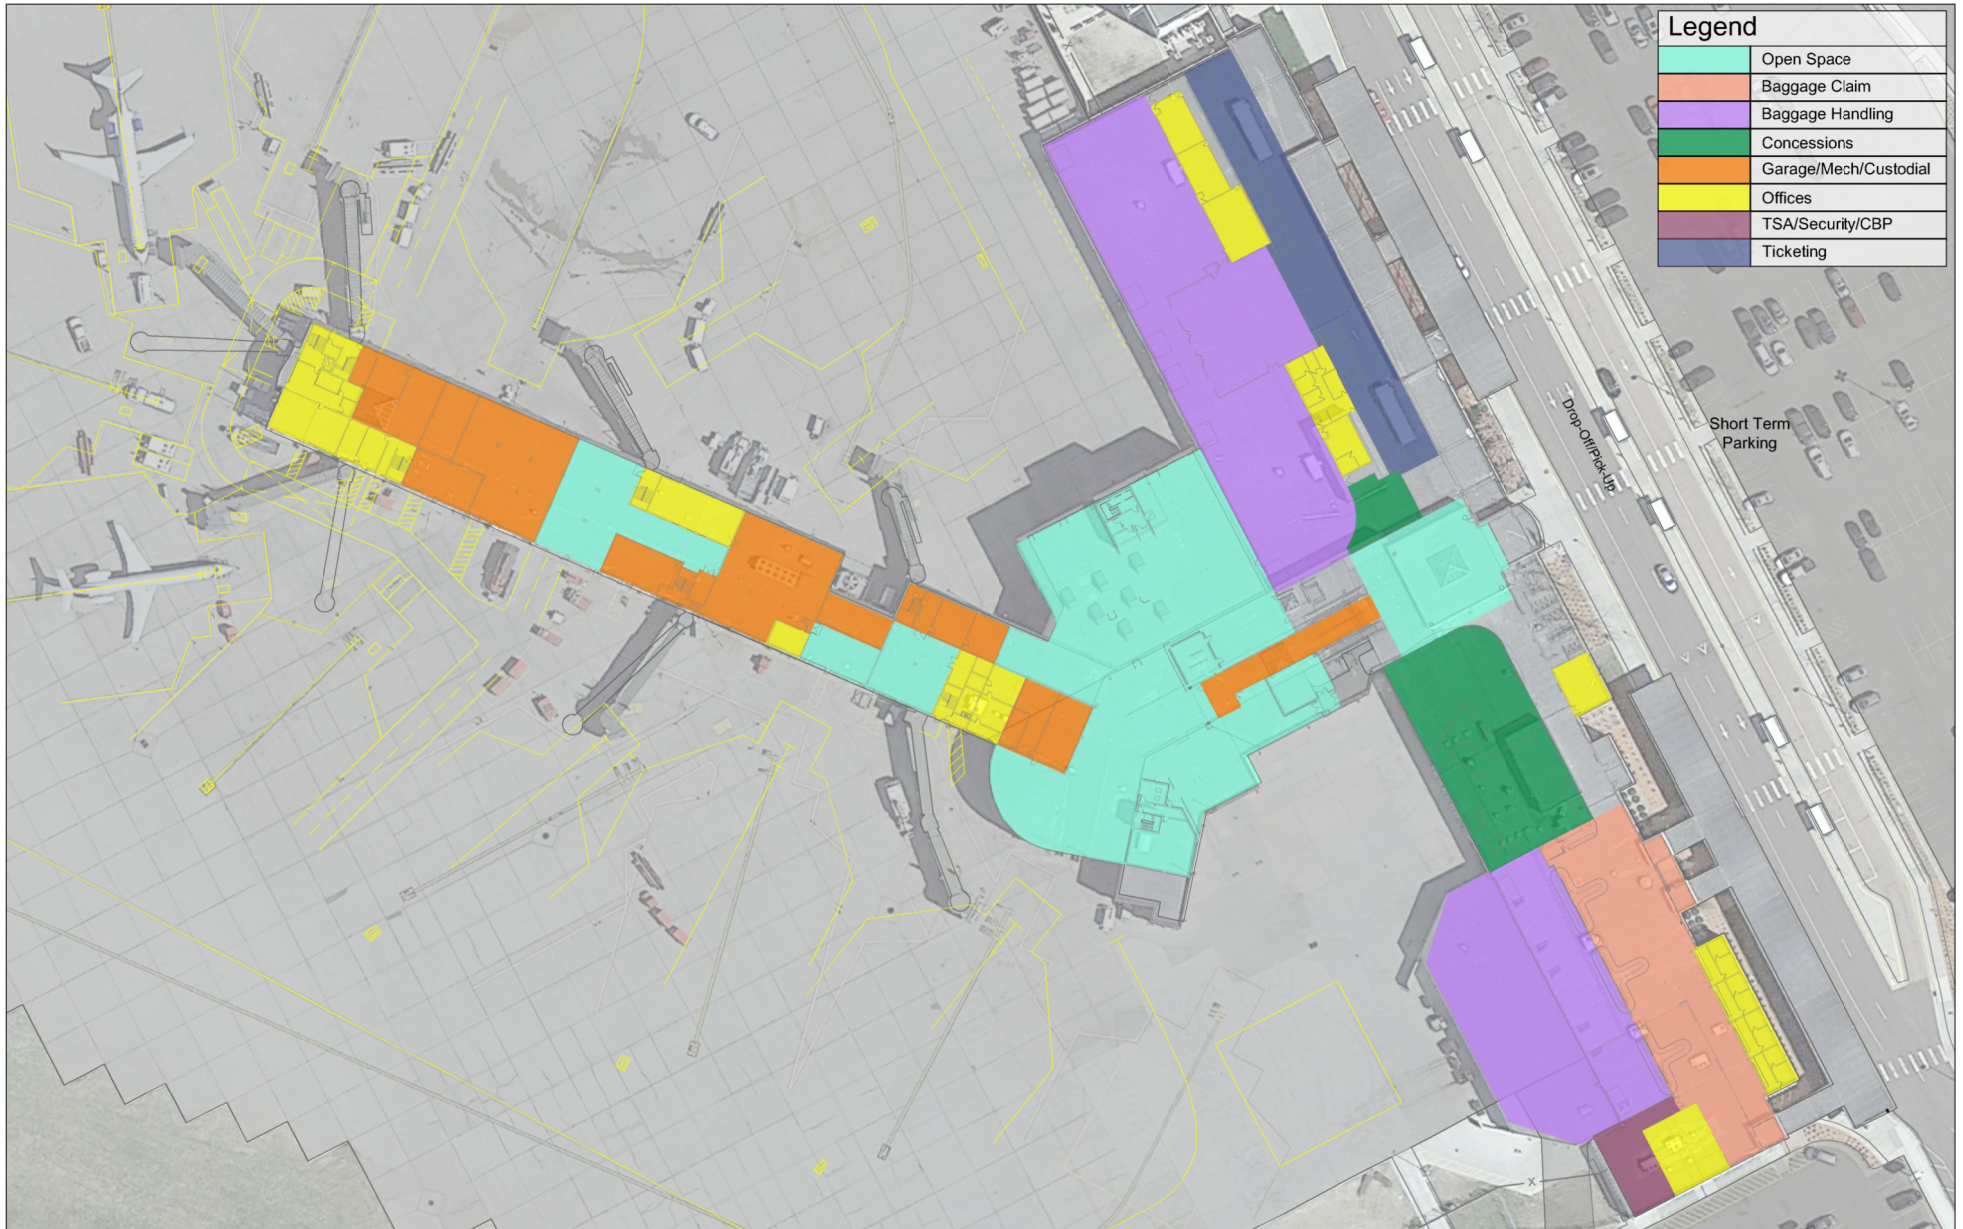 Legend
Open Space
Baggage Claim
Baggage Handling
Concessions
Garage/Mech/Custodial
Offices
TSA/Security/CBP
Ticketing
Drop-Off/Pick-Up
Short Term
Parking
X